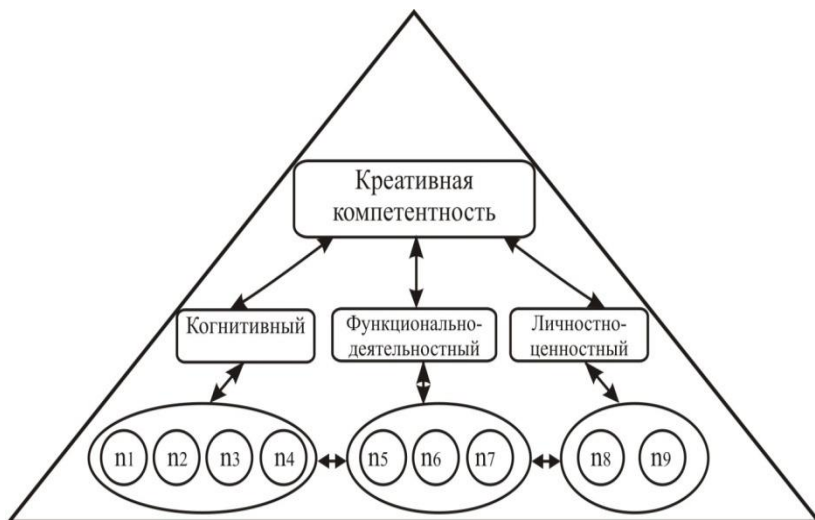 Креативная
компетентность
Когнитивный
Функционально-
деятельностный
Личностно-
ценностный
n1 n2 n3 n4 n5 n6 n7 n8 n9